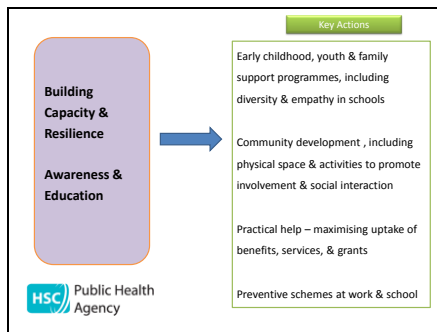 Key Actions
Building
Capacity &
Resilience
Awareness &
Education
Early childhood, youth & family
support programmes, including
diversity & empathy in schools
Community development , including
physical space & activities to promote
involvement & social interaction
Practical help – maximising uptake of
benefits, services, & grants
Preventive schemes at work & school
HSC Public Health
Agency